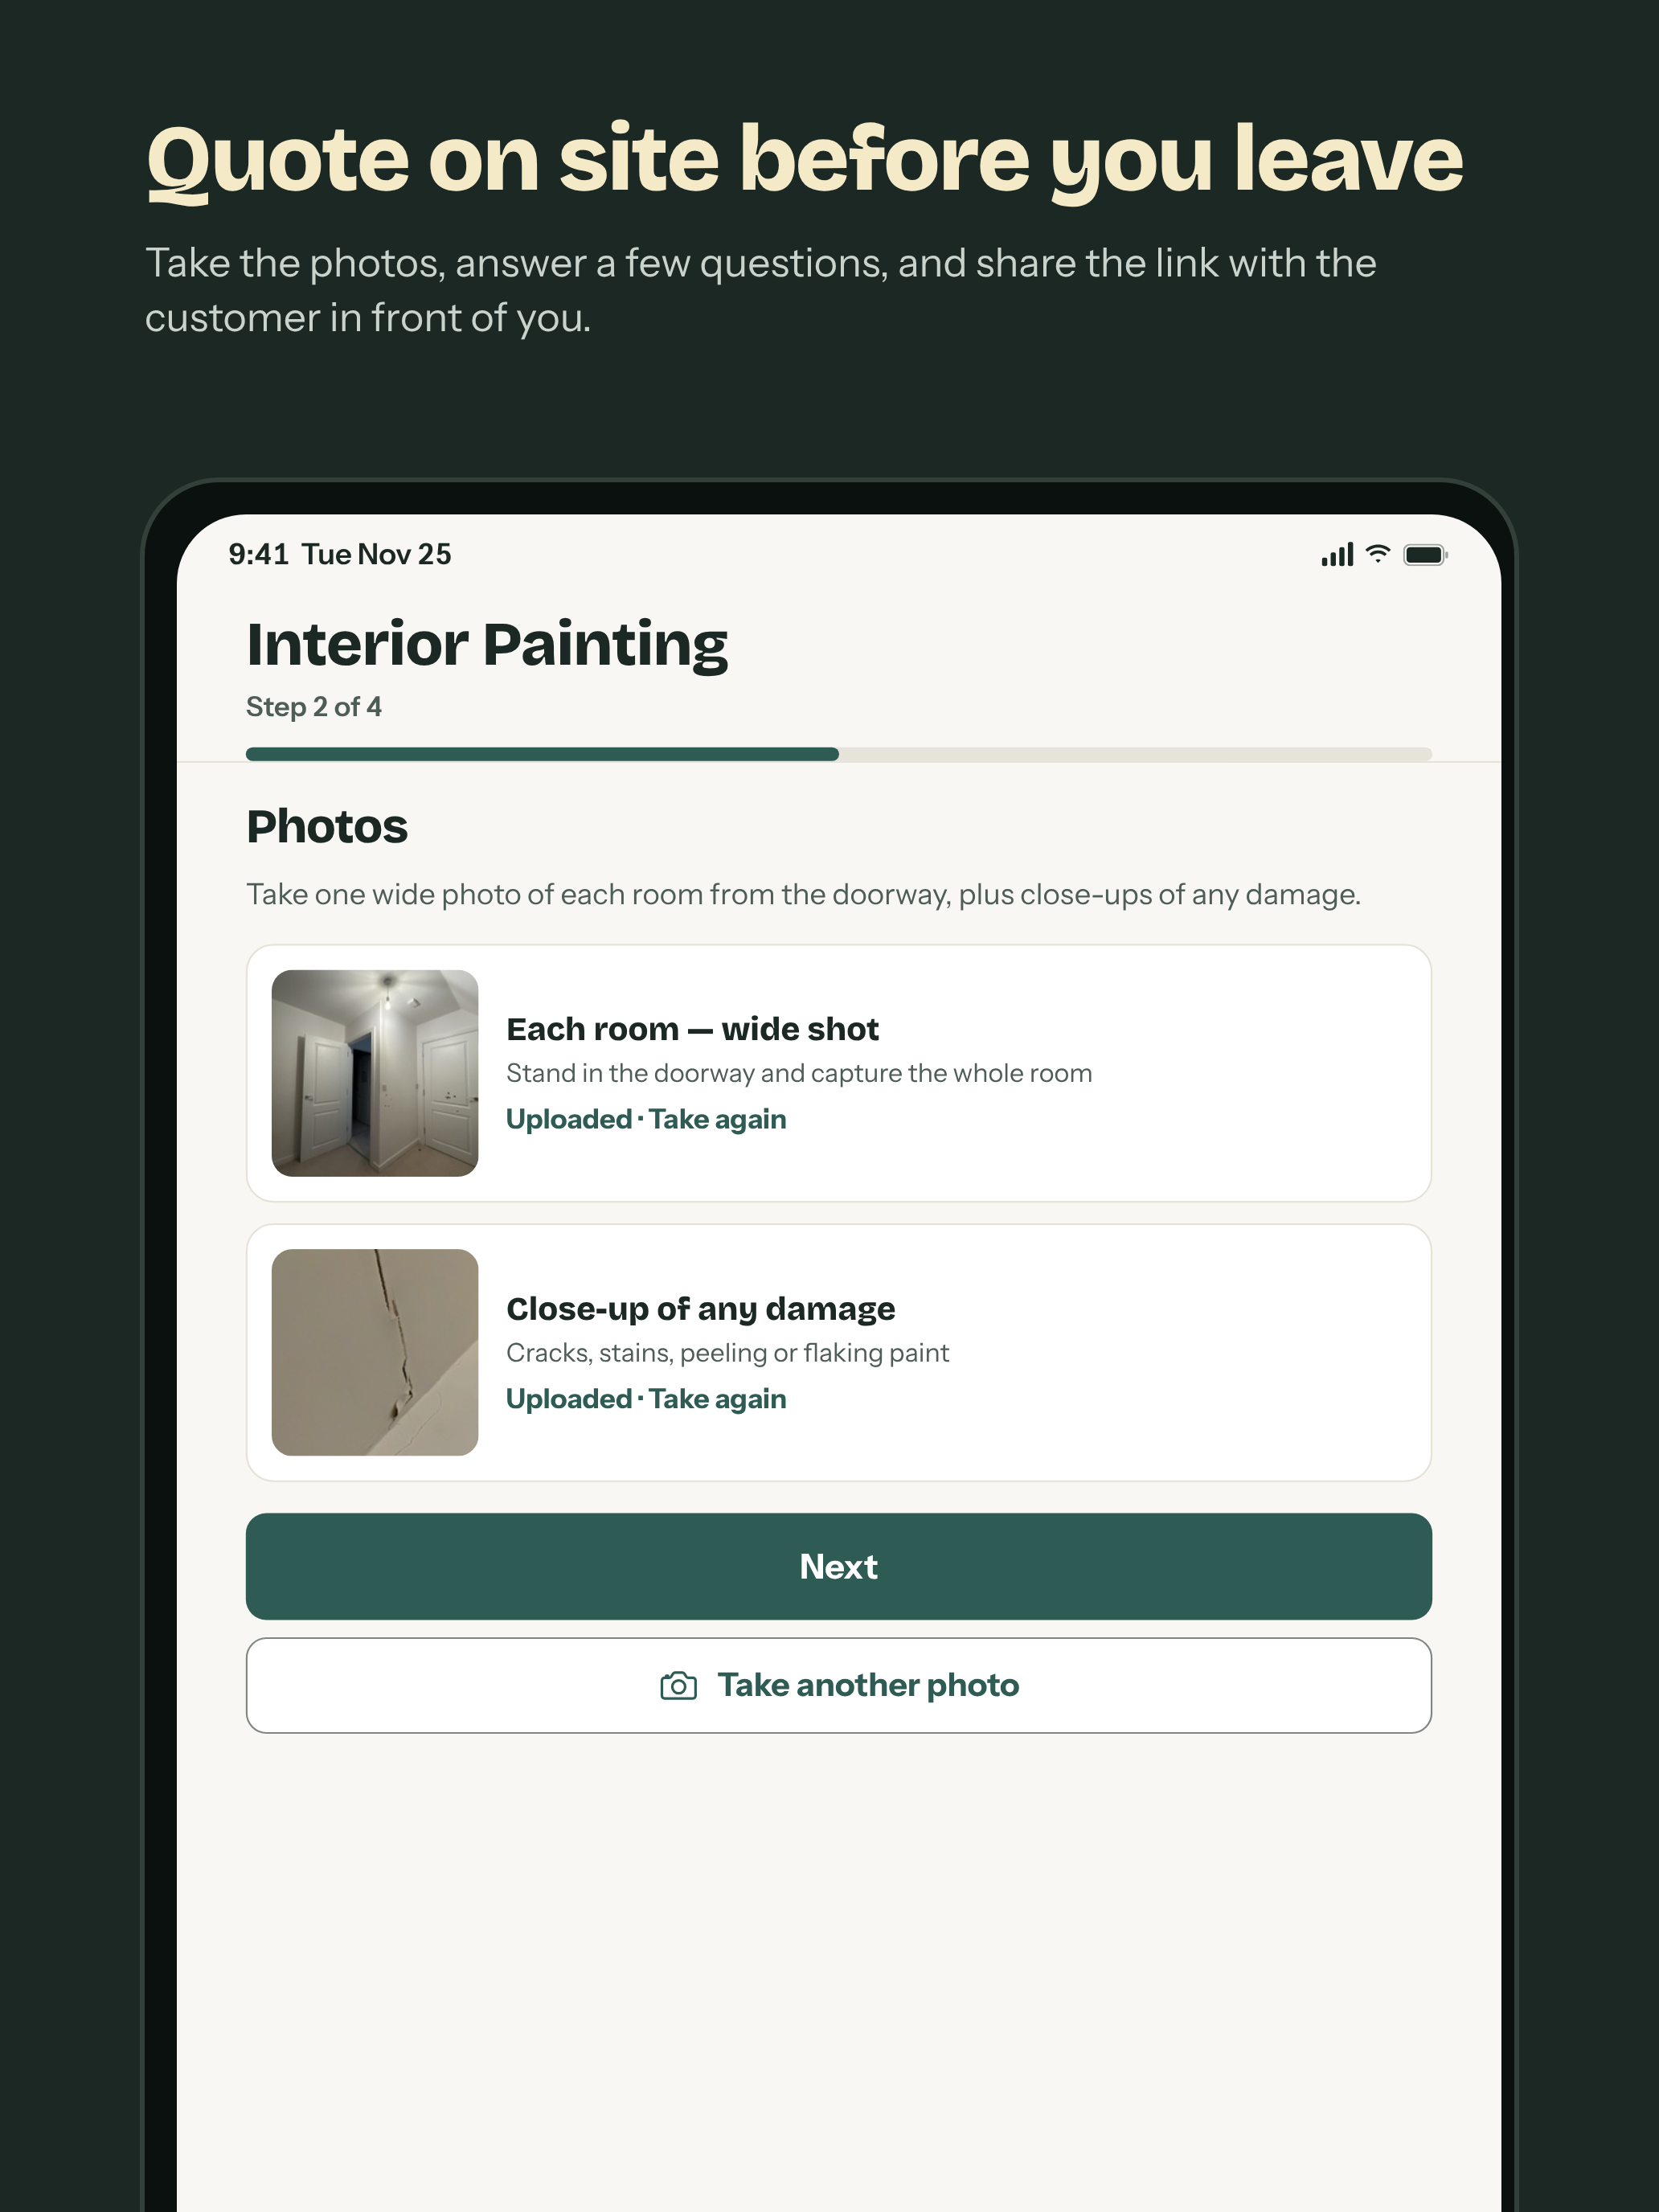 Quote on site before you leave
Take the photos, answer a few questions, and share the link with the
customer in front of you.
9:41 Tue Nov 25
Interior Painting
Step 2 of 4
Photos
Take one wide photo of each room from the doorway, plus close-ups of any damage.
Each room — wide shot
Stand in the doorway and capture the whole room
Uploaded · Take again
Close-up of any damage
Cracks, stains, peeling or flaking paint
Uploaded · Take again
Next
Take another photo